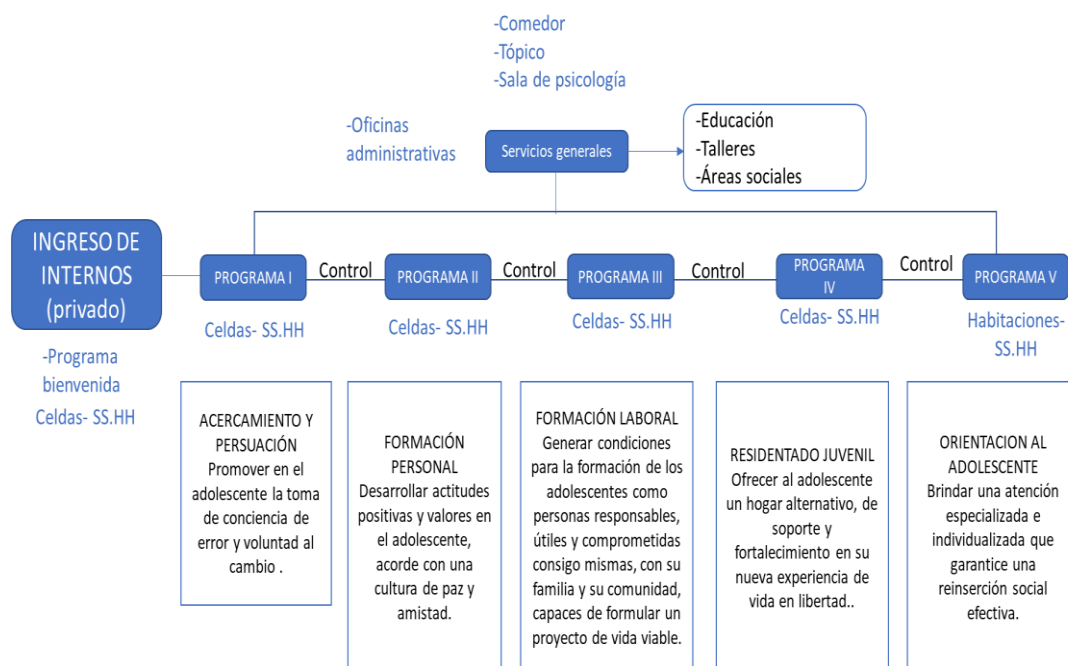 -Comedor
-Tópico
-Sala de psicología
-Oficinas
administrativas
Servicios generales
-Educación
-Talleres
-Áreas sociales
INGRESO DE
INTERNOS
(privado)
-Programa
bienvenida
Celdas- SS.HH
PROGRAMA I
Control
PROGRAMA II
Control
PROGRAMA III
Control
PROGRAMA
IV
Control
PROGRAMA V
Celdas- SS.HH
Celdas- SS.HH
Celdas- SS.HH
Celdas- SS.HH
Habitaciones-
SS.HH
ACERCAMIENTO Y
PERSUACIÓN
Promover en el
adolescente la toma
de conciencia de
error y voluntad al
cambio .
FORMACIÓN
PERSONAL
Desarrollar actitudes
positivas y valores en
el adolescente,
acorde con una
cultura de paz y
amistad.
FORMACIÓN LABORAL
Generar condiciones
para la formación de los
adolescentes como
personas responsables,
útiles y comprometidas
consigo mismas, con su
familia y su comunidad,
capaces de formular un
proyecto de vida viable.
RESIDENTADO JUVENIL
Ofrecer al adolescente
un hogar alternativo, de
soporte y
fortalecimiento en su
nueva experiencia de
vida en libertad..
ORIENTACION AL
ADOLESCENTE
Brindar una atención
especializada e
individualizada que
garantice una
reinserción social
efectiva.